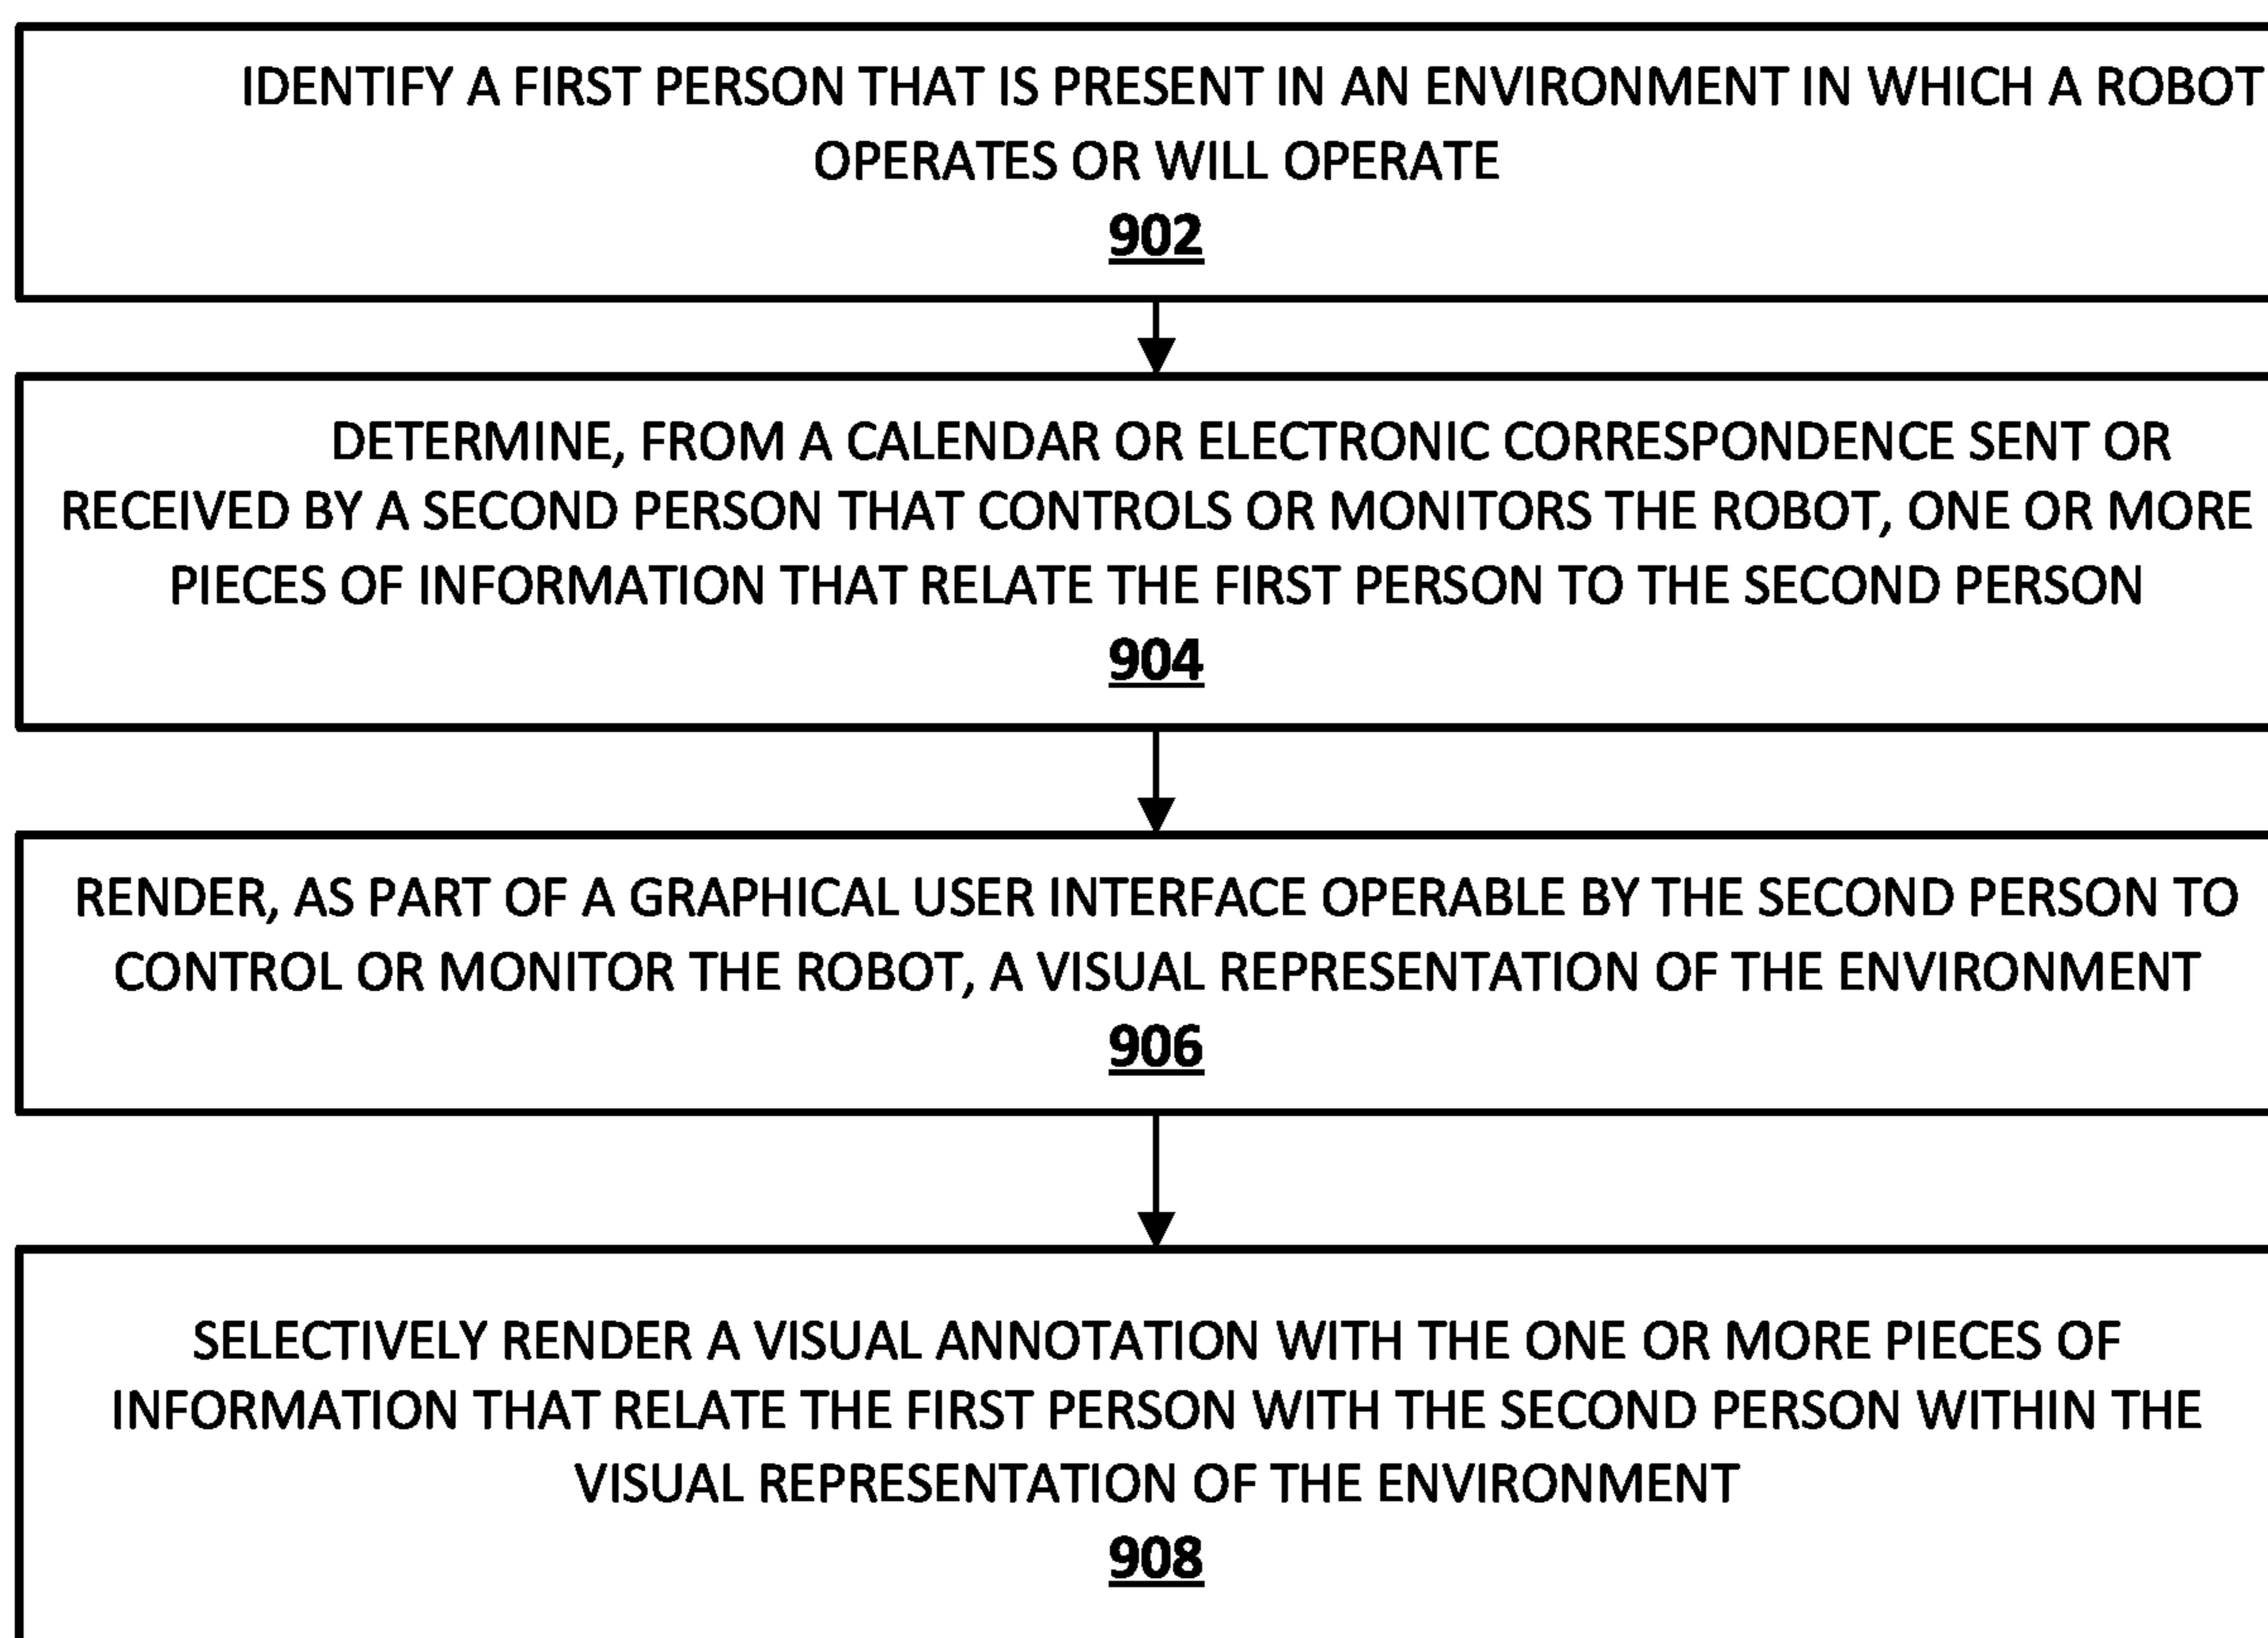 IDENTIFY A FIRST PERSON THAT IS PRESENT IN AN ENVIRONMENT IN WHICH A ROBOT
OPERATES OR WILL OPERATE
902
DETERMINE, FROM A CALENDAR OR ELECTRONIC CORRESPONDENCE SENT OR
RECEIVED BY A SECOND PERSON THAT CONTROLS OR MONITORS THE ROBOT, ONE OR MORE
PIECES OF INFORMATION THAT RELATE THE FIRST PERSON TO THE SECOND PERSON
904
RENDER, AS PART OF A GRAPHICAL USER INTERFACE OPERABLE BY THE SECOND PERSON TO
CONTROL OR MONITOR THE ROBOT, A VISUAL REPRESENTATION OF THE ENVIRONMENT
906
SELECTIVELY RENDER A VISUAL ANNOTATION WITH THE ONE OR MORE PIECES OF
INFORMATION THAT RELATE THE FIRST PERSON WITH THE SECOND PERSON WITHIN THE
VISUAL REPRESENTATION OF THE ENVIRONMENT
908